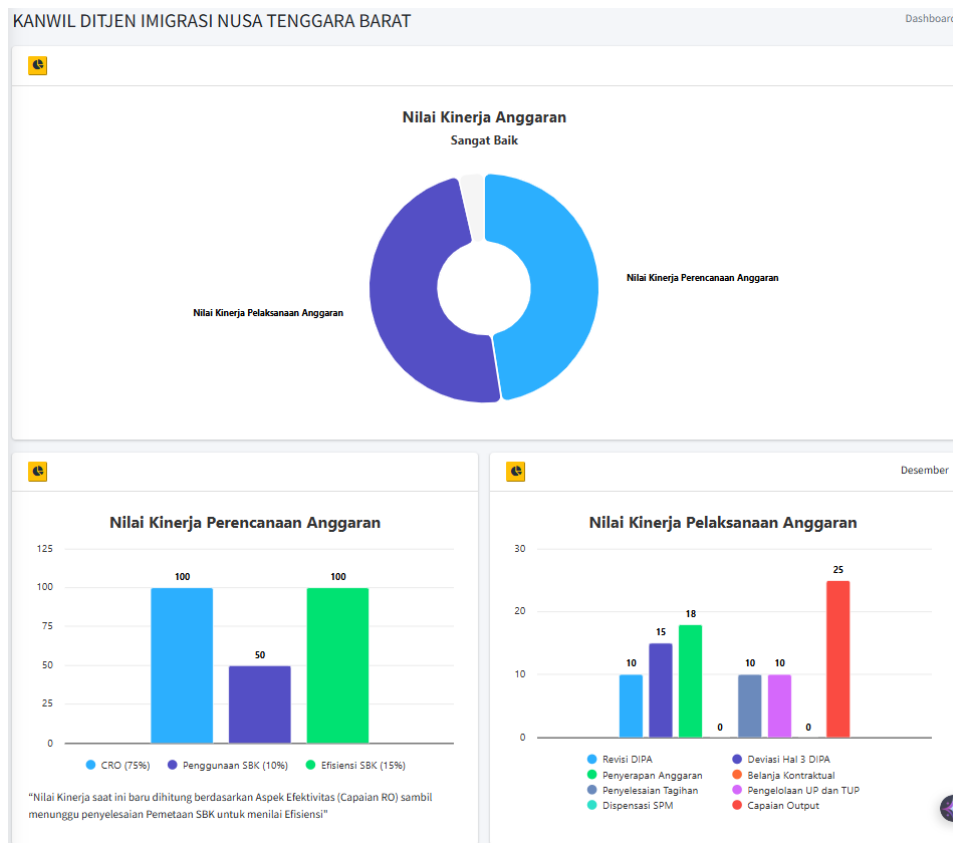 KANWIL DITJEN IMIGRASI NUSA TENGGARA BARAT
Dashboard
Nilai Kinerja Anggaran
Sangat Baik
Nilai Kinerja Perencanaan Anggaran
Nilai Kinerja Pelaksanaan Anggaran
Nilai Kinerja Perencanaan Anggaran
125
100
75
50
25
0
100
50
100
CRO (75%)
Penggunaan SBK (10%)
Efisiensi SBK (15%)
“Nilai Kinerja saat ini baru dihitung berdasarkan Aspek Efektivitas (Capaian RO) sambil
menunggu penyelesaian Pemetaan SBK untuk menilai Efisiensi”
Desember
Nilai Kinerja Pelaksanaan Anggaran
30
20
10
0
10
15
18
0
10
10
0
25
Revisi DIPA
Deviasi Hal 3 DIPA
Penyerapan Anggaran
Belanja Kontraktual
Penyelesaian Tagihan
Pengelolaan UP dan TUP
Dispensasi SPM
Capaian Output